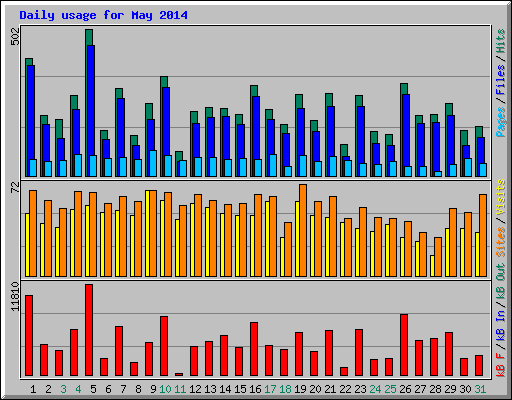 Daily usage for May 2014
502
72
11810
Pages / Files / Hits
Sites / Visits
kB F / kB In / kB Out
1 2 3 4 5 6 7 8 9 10 11 12 13 14 15 16 17 18 19 20 21 22 23 24 25 26 27 28 29 30 31